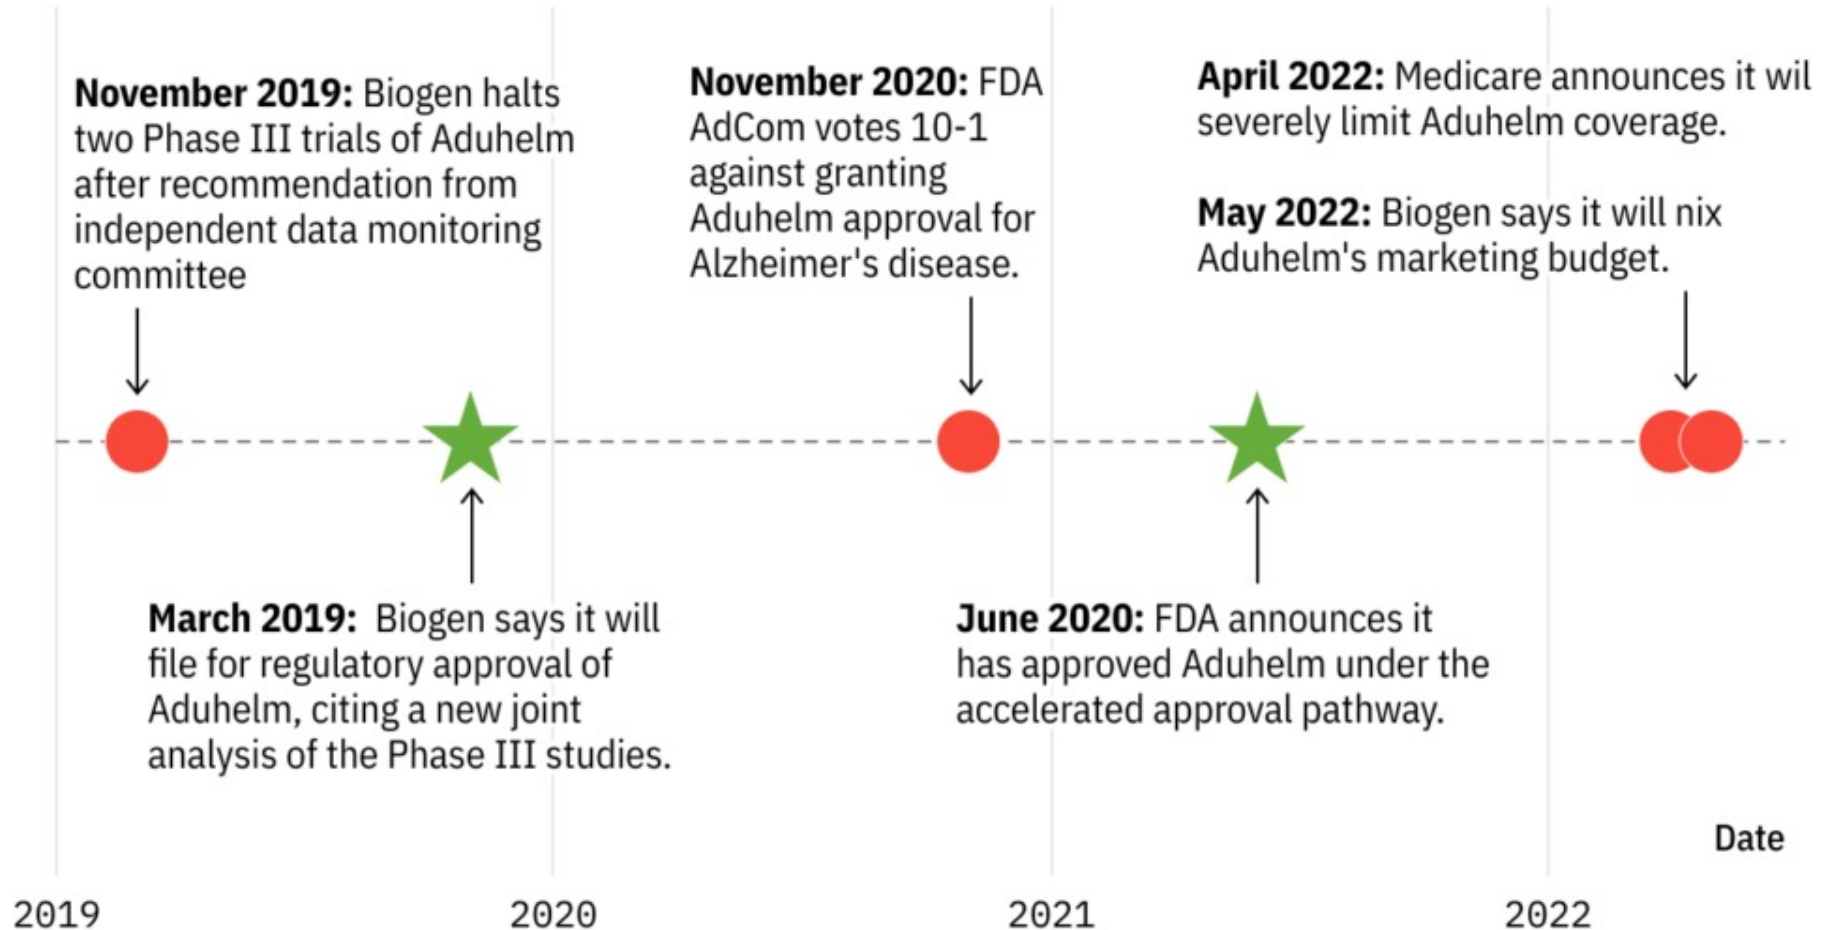 November 2019: Biogen halts
two Phase III trials of Aduhelm
after recommendation from
independent data monitoring
committee
November 2020: FDA
AdCom votes 10-1
against granting
Aduhelm approval for
Alzheimer's disease.
April 2022: Medicare announces it wil
severely limit Aduhelm coverage.
May 2022: Biogen says it will nix
Aduhelm's marketing budget.
March 2019: Biogen says it will
file for regulatory approval of
Aduhelm, citing a new joint
analysis of the Phase III studies.
June 2020: FDA announces it
has approved Aduhelm under the
accelerated approval pathway.
Date
2019
2020
2021
2022